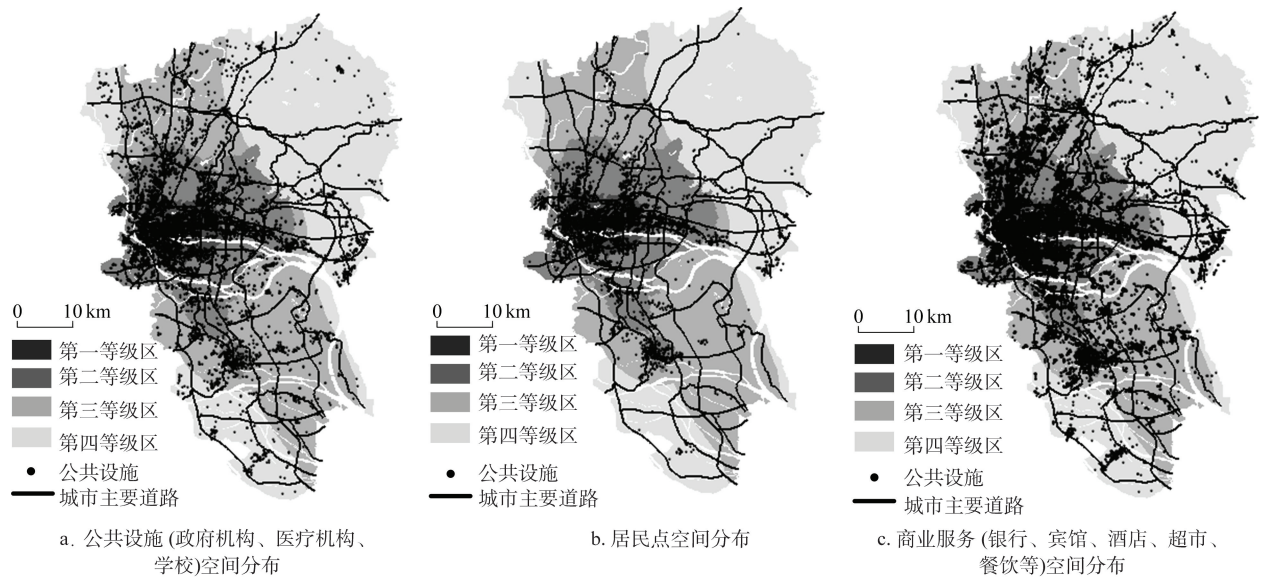 0 10 km
第一等级区
第二等级区
第三等级区
第四等级区
公共设施
城市主要道路
a. 公共设施 (政府机构、医疗机构、
学校)空间分布
0 10 km
第一等级区
第二等级区
第三等级区
第四等级区
公共设施
城市主要道路
b. 居民点空间分布
0 10 km
第一等级区
第二等级区
第三等级区
第四等级区
公共设施
城市主要道路
c. 商业服务 (银行、宾馆、酒店、超市、
餐饮等)空间分布